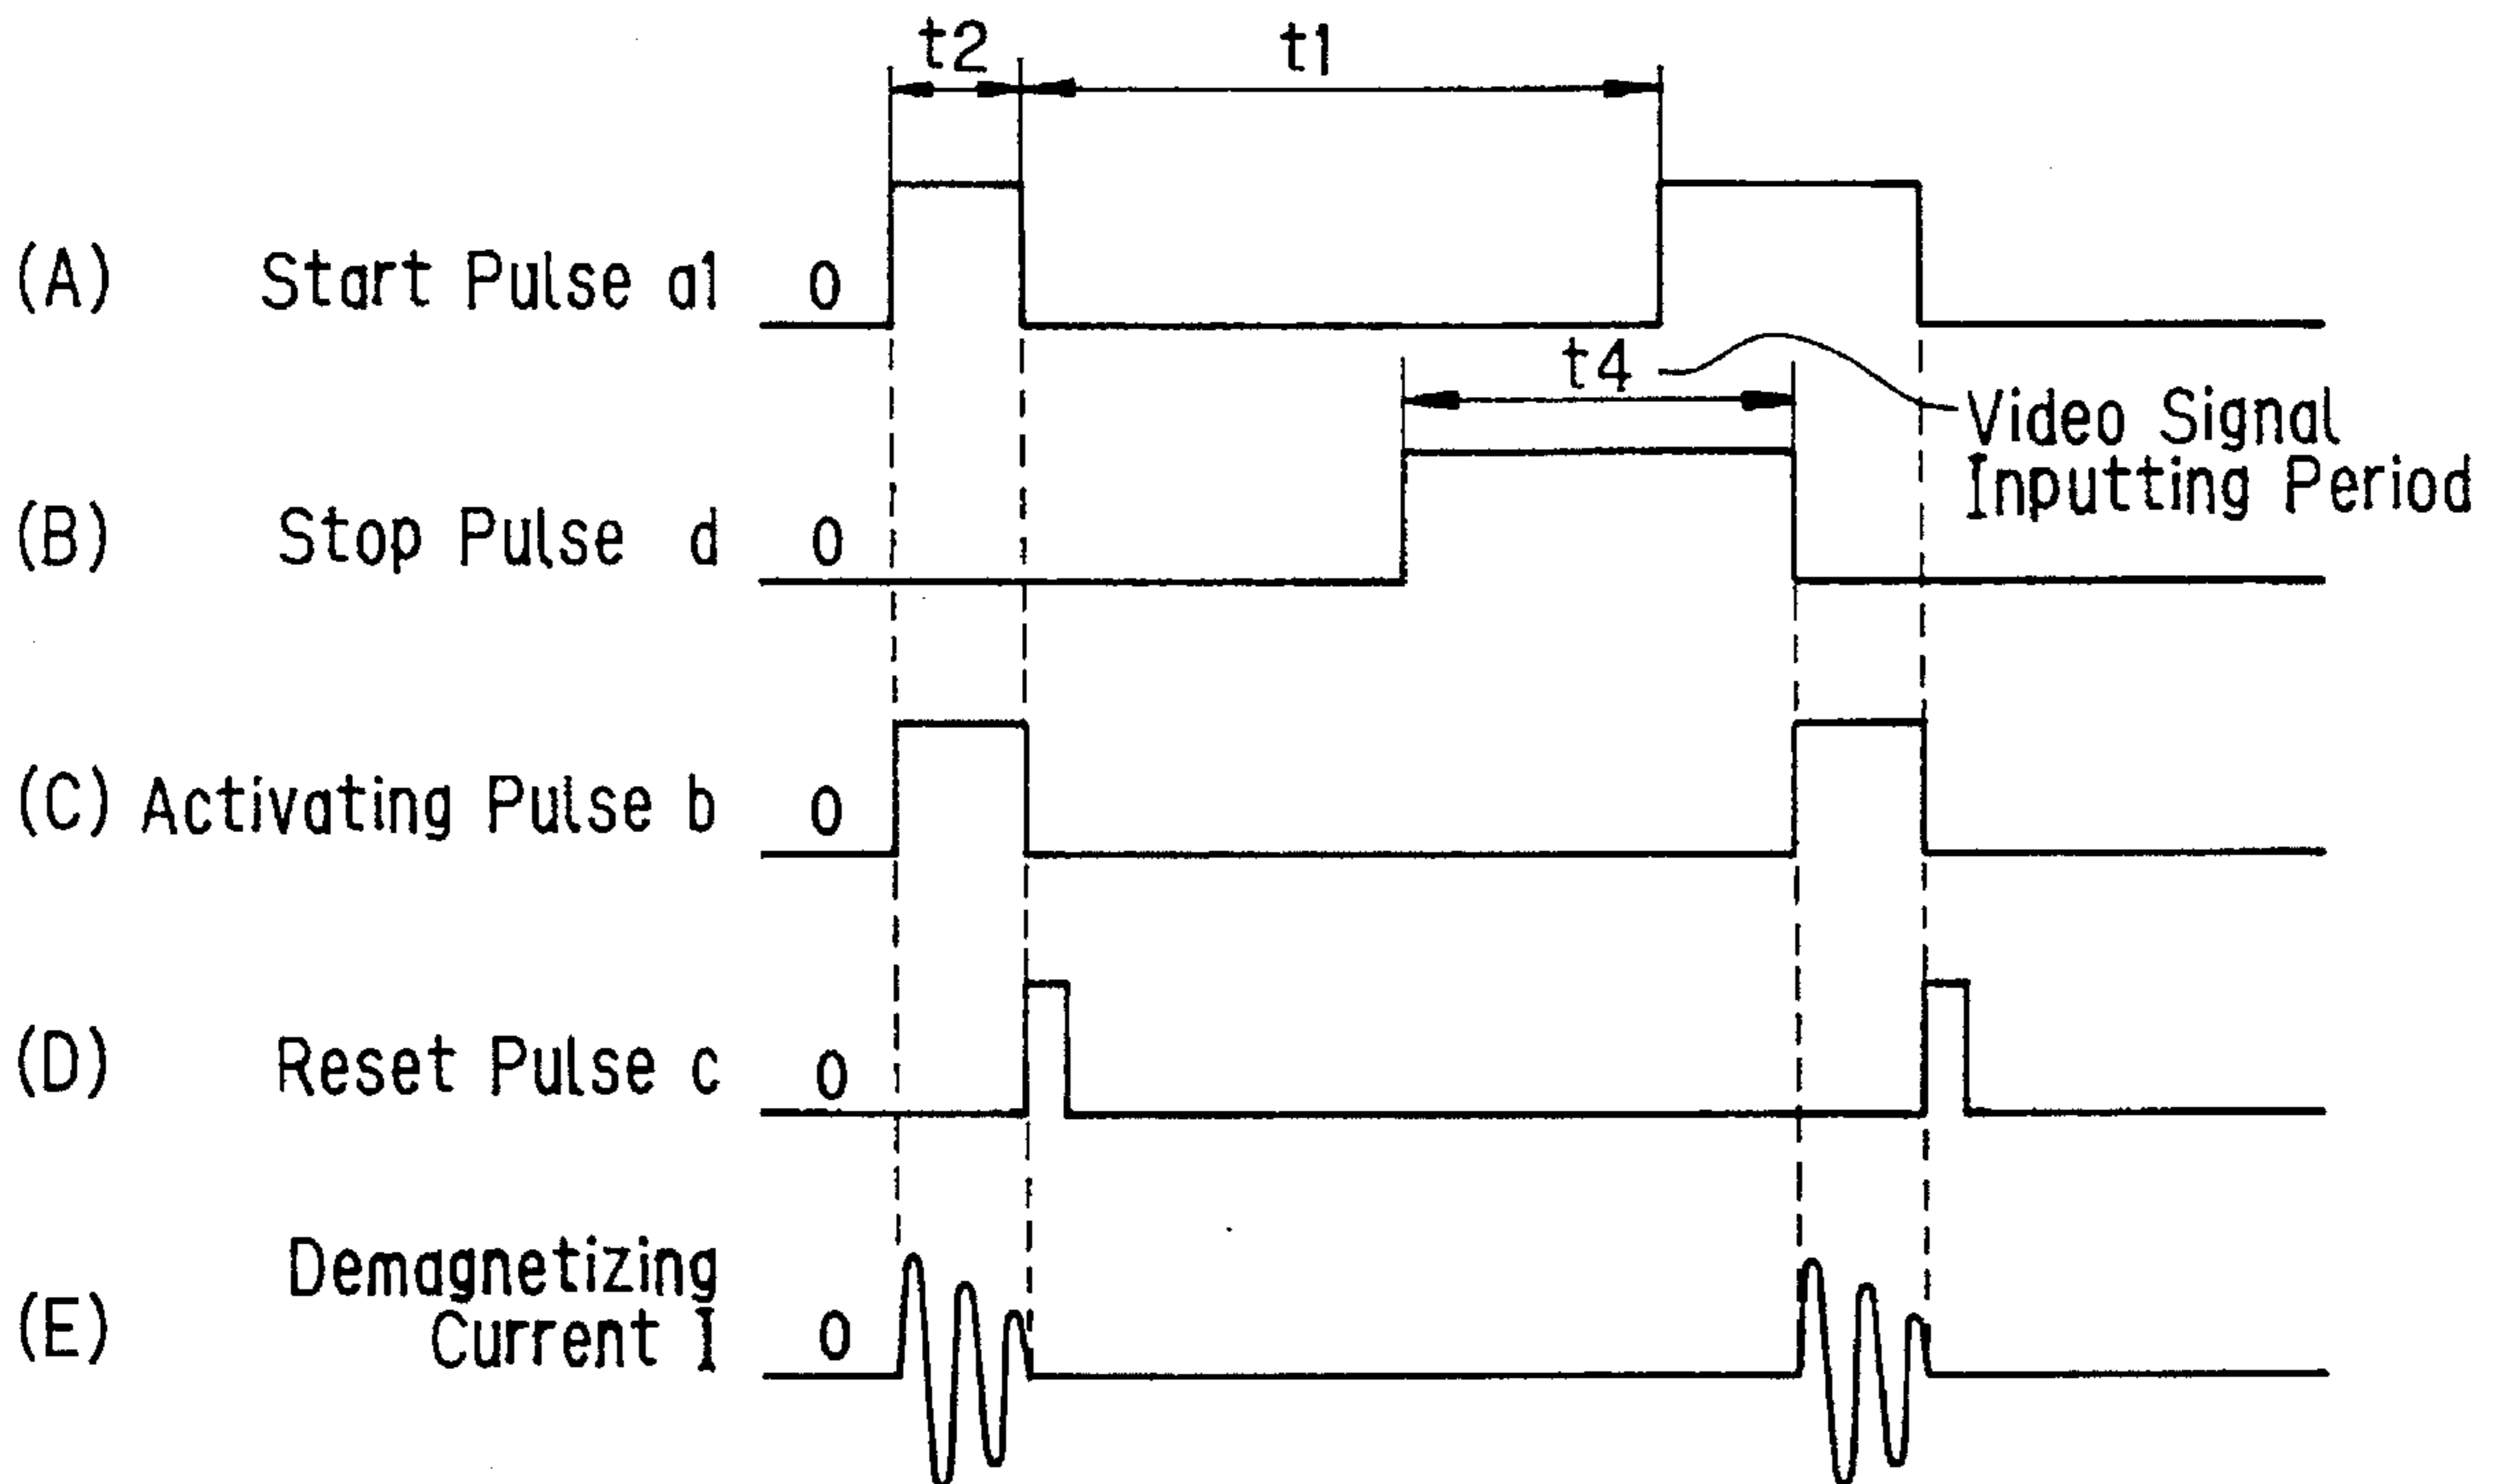 t2 t1
(A) Start Pulse a1 0
t4
Video Signal
Inputting Period
(B) Stop Pulse d 0
(C) Activating Pulse b 0
(D) Reset Pulse c 0
Demagnetizing
(E) Current I 0